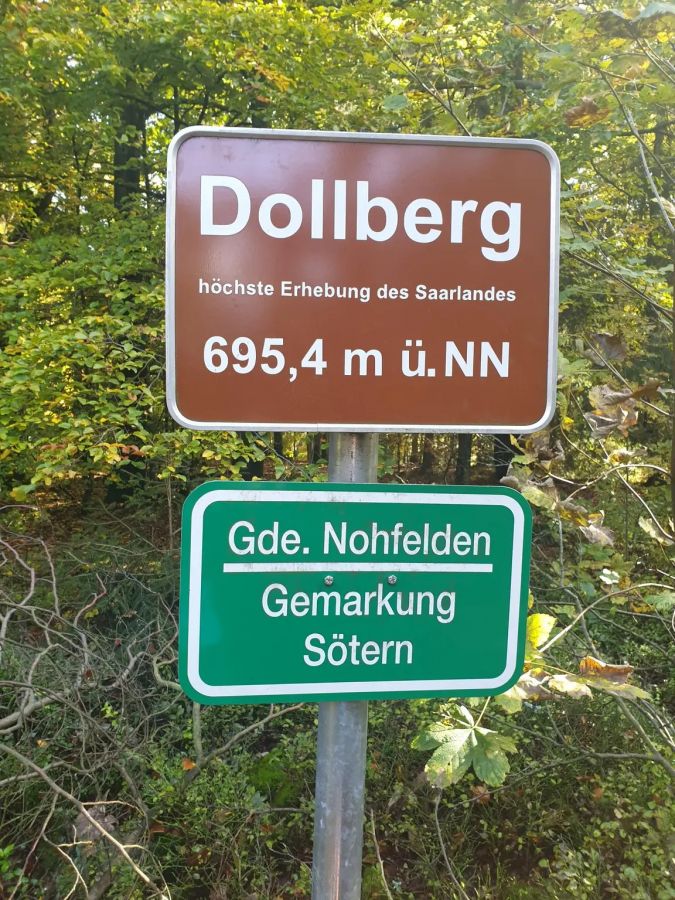 Dollberg
höchste Erhebung des Saarlandes
695,4 m ü. NN
Gde. Nohfelden
Gemarkung
Sötern